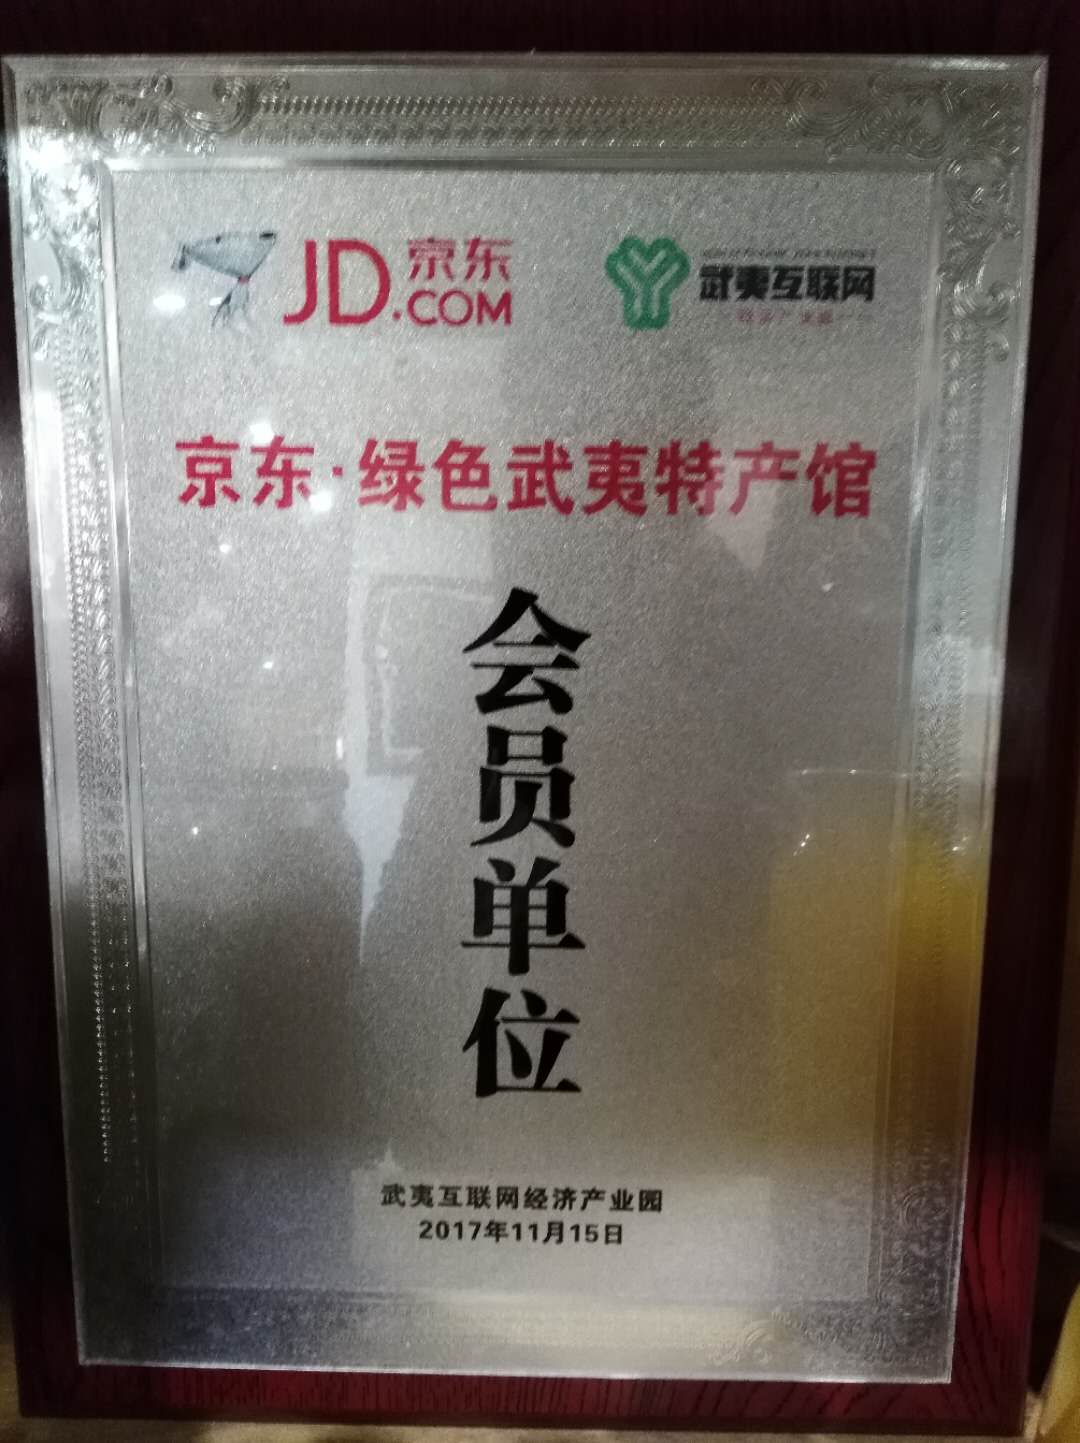 JD.京东
.COM
武夷互联网
京东·绿色武夷特产馆
会员单位
武夷互联网经济产业园
2017年11月15日